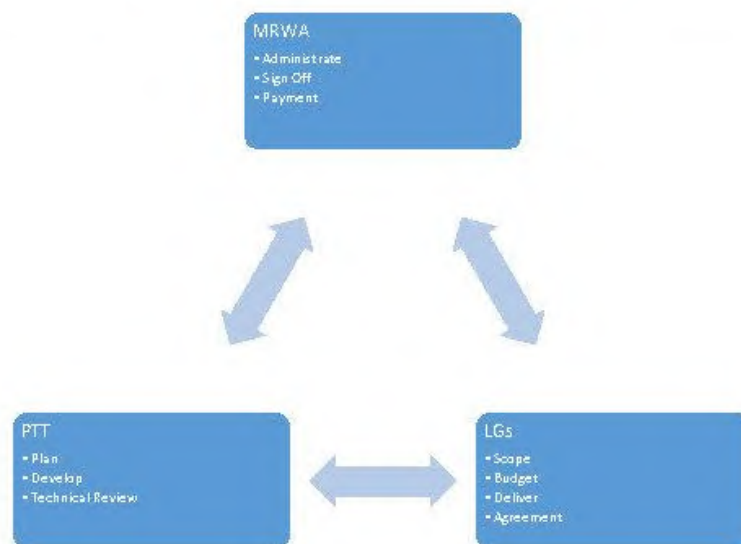 MRWA
• Administrate
• Sign Off
• Payment
PTT
• Plan
• Develop
• Technical Review
LGs
• Scope
• Budget
• Deliver
• Agreement